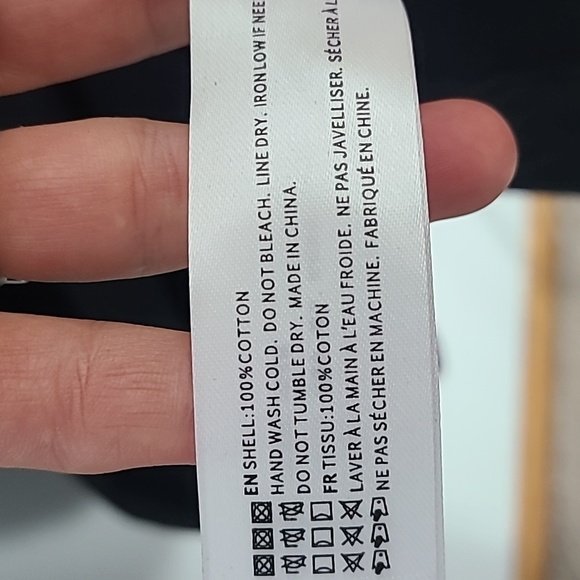 EN SHELL:100%COTTON
HAND WASH COLD. DO NOT BLEACH. LINE DRY. IRON LOW IF NEE
DO NOT TUMBLE DRY. MADE IN CHINA.
FR TISSU:100%COTON
LAVER À LA MAIN À L'EAU FROIDE. NE PAS JAVELLISER. SÉCHER À L
NE PAS SÉCHER EN MACHINE. FABRIQUÉ EN CHINE.